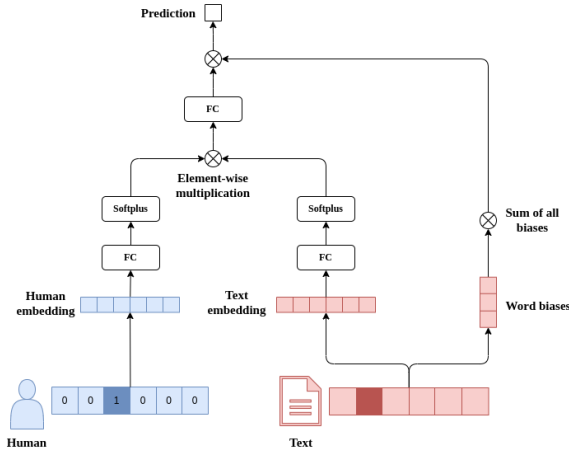 Prediction
FC
Element-wise
multiplication
Softplus
Softplus
Sum of all
biases
FC
FC
Human
embedding
Text
embedding
Word biases
0 0 1 0 0 0
Human
Text